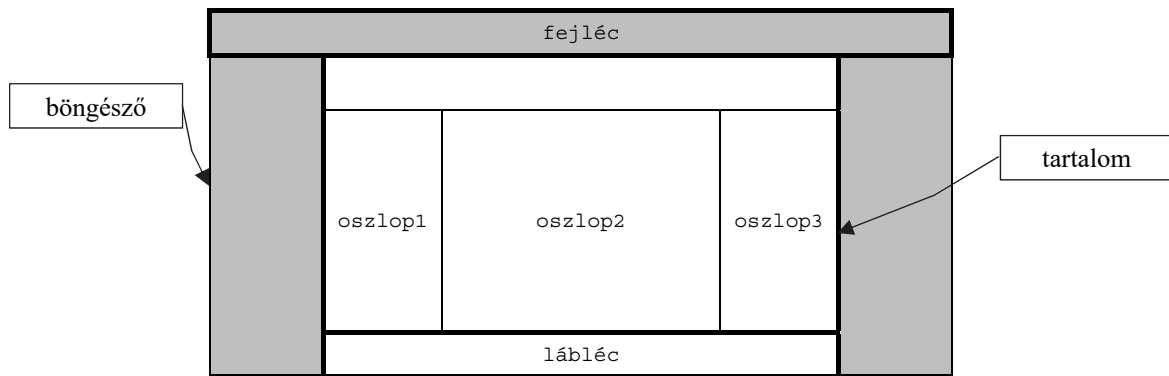 fejléc
böngésző
tartalom
oszlop1
oszlop2
oszlop3
lábléc